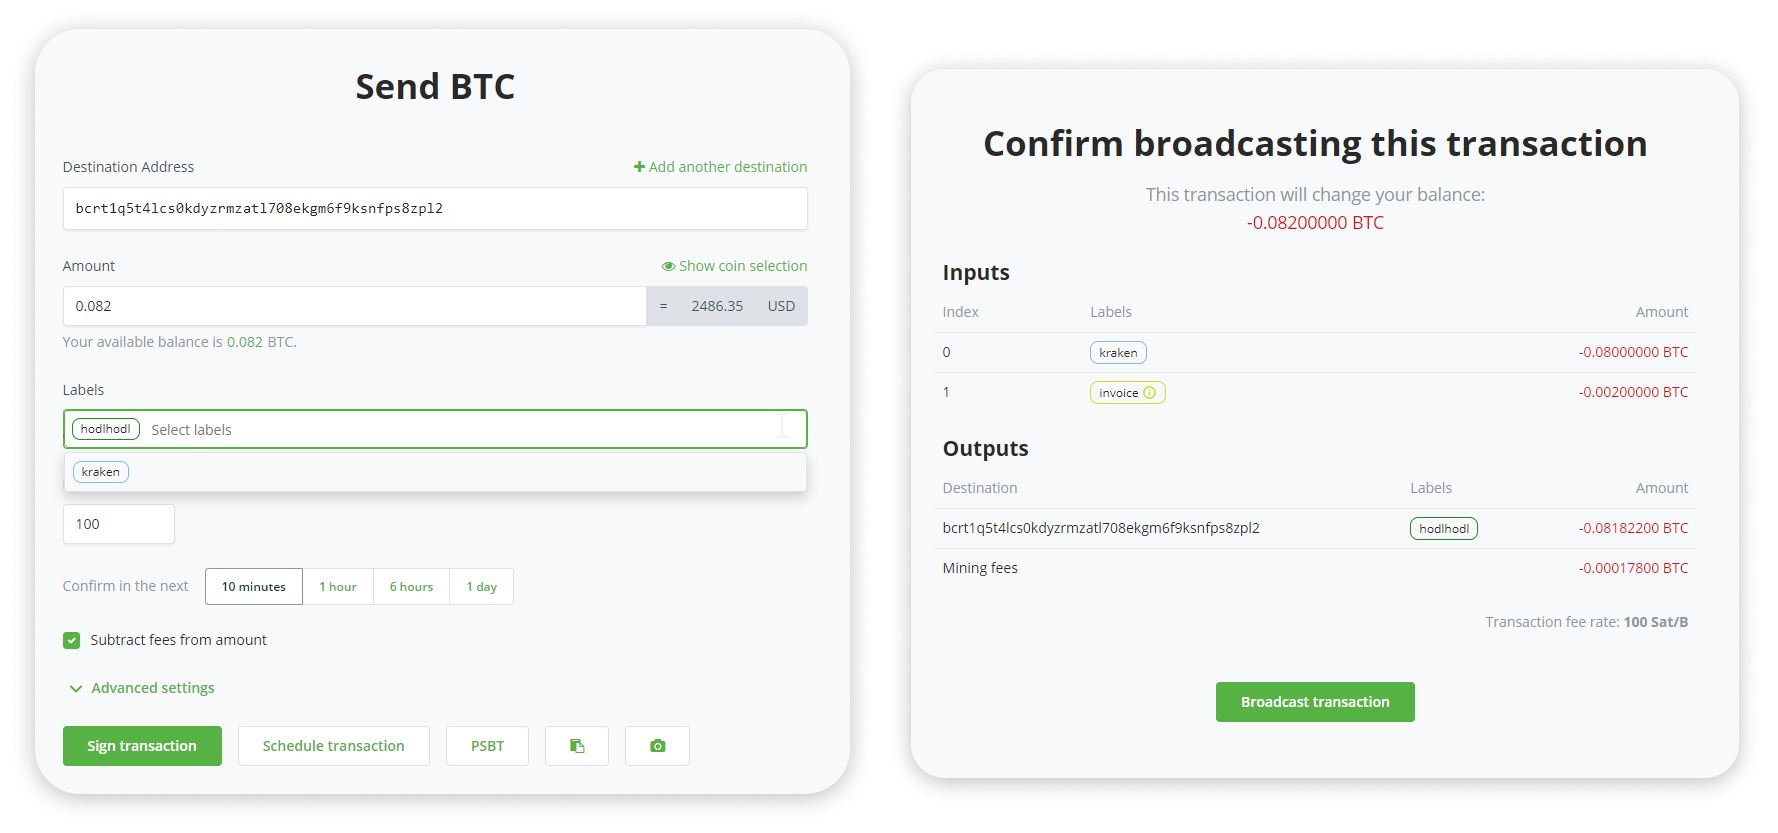 Send BTC
Destination Address
Add another destination
bcrt1q5t4lcs0kdyzrmzatl708ekgm6f9ksnfps8zpl2
Amount
Show coin selection
0.082 = 2486.35 USD
Your available balance is 0.082 BTC.
Labels
hodlhodl Select labels
kraken
100
Confirm in the next 10 minutes 1 hour 6 hours 1 day
Subtract fees from amount
Advanced settings
Sign transaction Schedule transaction PSBT
Confirm broadcasting this transaction
This transaction will change your balance:
-0.08200000 BTC
Inputs
Index Labels Amount
0 kraken -0.08000000 BTC
1 invoice -0.00200000 BTC
Outputs
Destination Labels Amount
bcrt1q5t4lcs0kdyzrmzatl708ekgm6f9ksnfps8zpl2 hodlhodl -0.08182200 BTC
Mining fees -0.00017800 BTC
Transaction fee rate: 100 Sat/B
Broadcast transaction